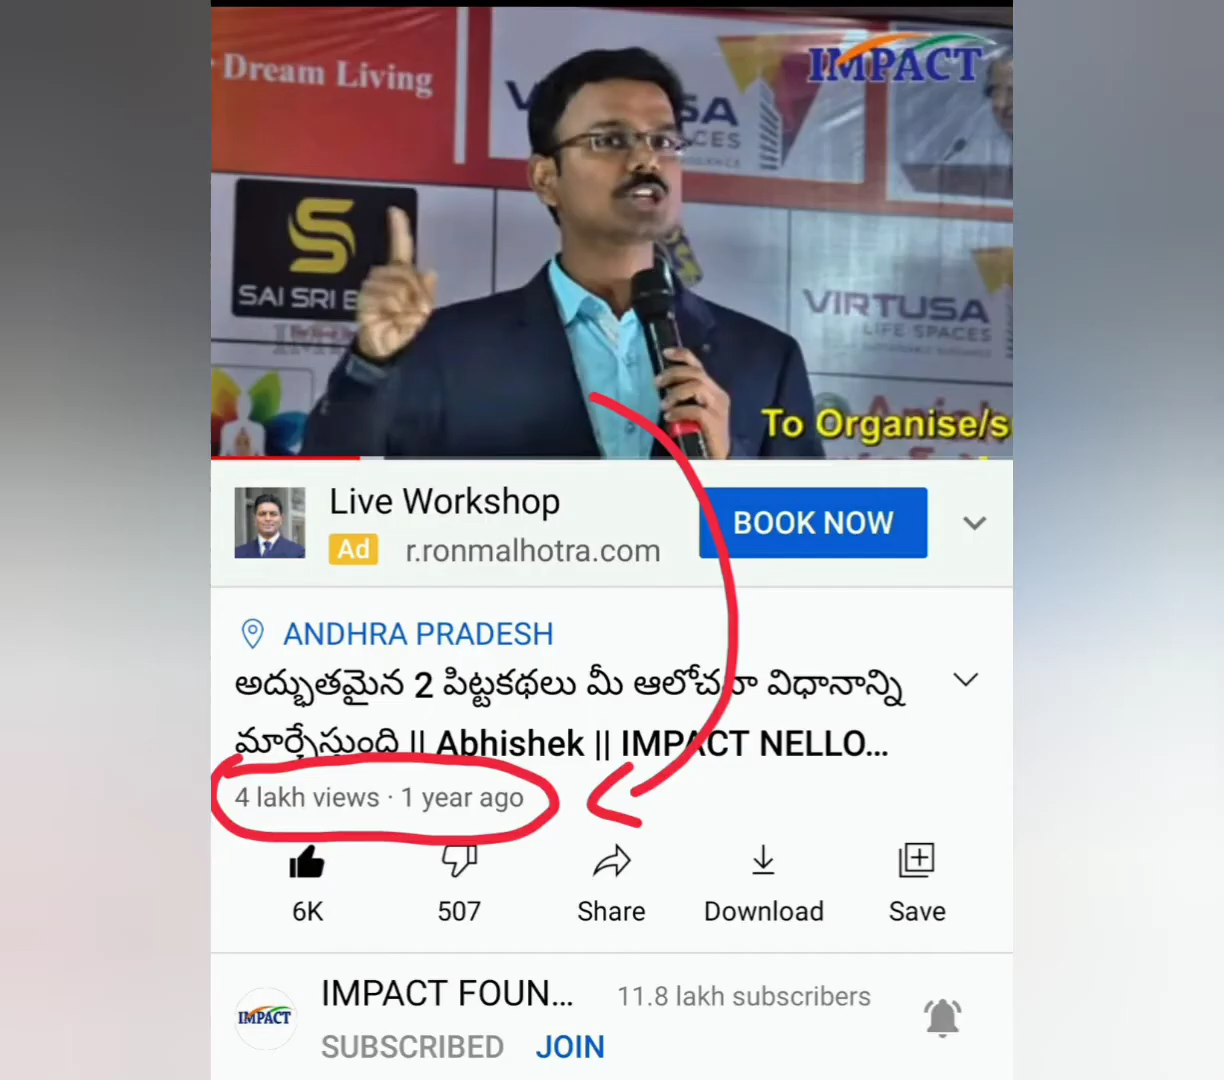 Dream Living
IMPACT
SAI SRI
VIRTUSA
LIFE SPACES
To Organise/s
Live Workshop
BOOK NOW
Ad r.ronmalhotra.com
ANDHRA PRADESH
అద్భుతమైన 2 పిట్టకథలు మీ ఆలోచనా విధానాన్ని
మార్చేస్తుంది || Abhishek || IMPACT NELLO...
4 lakh views · 1 year ago
6K 507 Share Download Save
IMPACT
IMPACT FOUN... 11.8 lakh subscribers
SUBSCRIBED JOIN